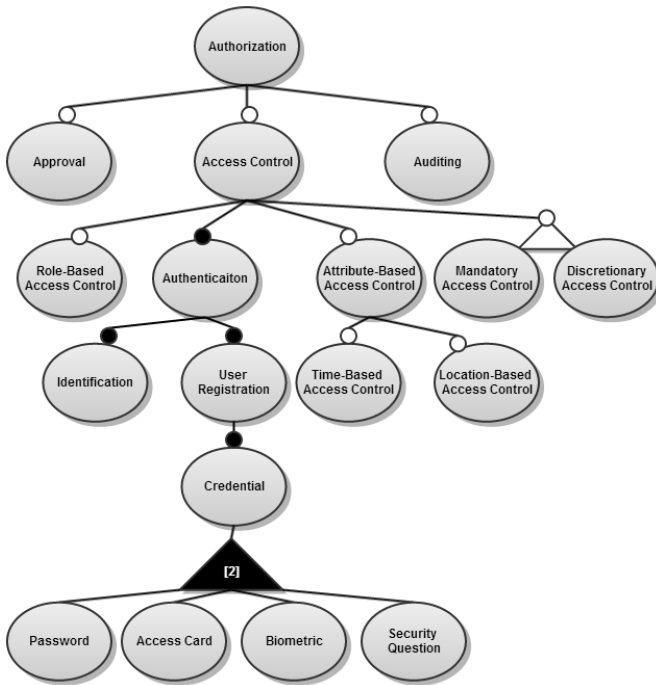 Authorization
Approval
Access Control
Auditing
Role-Based
Access Control
Authenticaiton
Attribute-Based
Access Control
Mandatory
Access Control
Discretionary
Access Control
Identification
User
Registration
Time-Based
Access Control
Location-Based
Access Control
Credential
[2]
Password
Access Card
Biometric
Security
Question